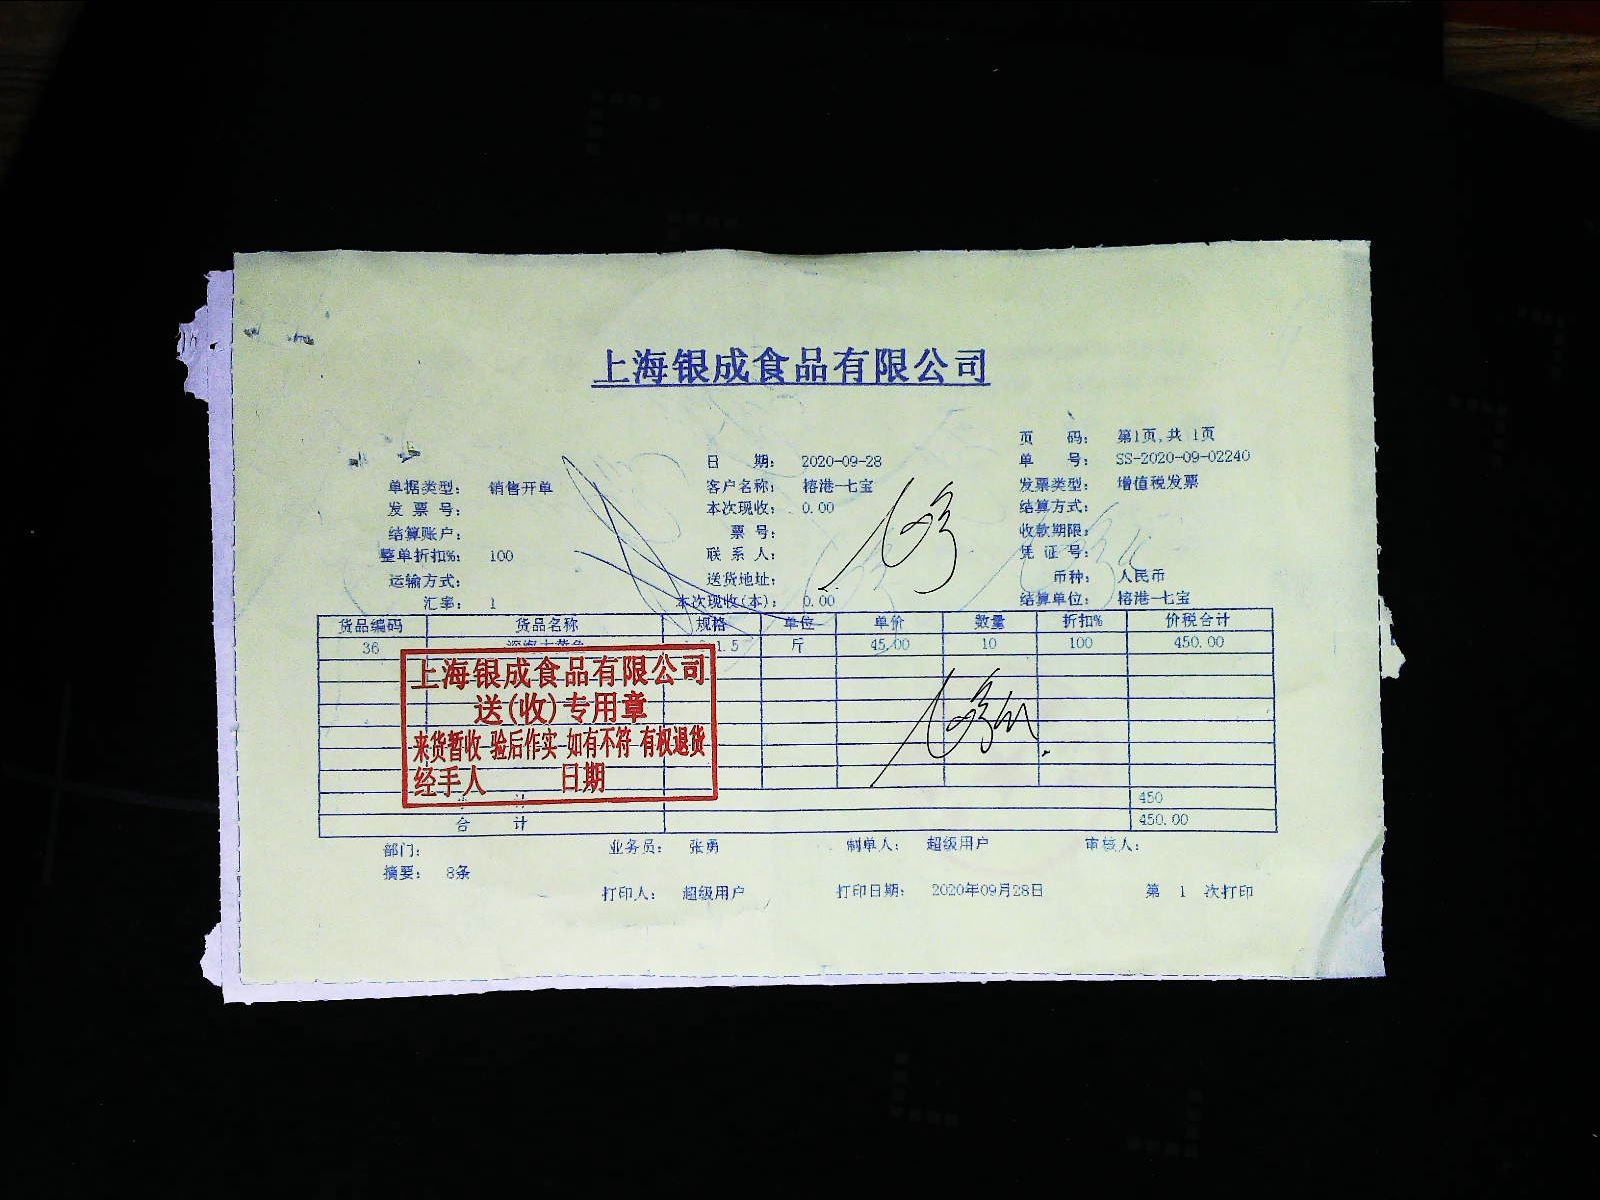 上海银成食品有限公司
页 码: 第1页,共 1页
日 期: 2020-09-28 单 号: SS-2020-09-02240
单据类型: 销售开单 客户名称: 榕港-七宝 发票类型: 增值税发票
发 票 号: 本次现收: 0.00 结算方式:
结算账户: 票 号: 收款期限:
整单折扣%: 100 联 系 人: 凭 证 号:
运输方式: 送货地址: 币种: 人民币
汇率: 1 本次现收(本): 0.00 结算单位: 榕港-七宝
货品编码 货品名称 规格 单位 单价 数量 折扣% 价税合计
36 1.5 斤 45.00 10 100 450.00
上海银成食品有限公司
送(收)专用章
来货暂收 验后作实 如有不符 有权退货
经手人 日期
计 450
合 计 450.00
部门: 业务员: 张勇 制单人: 超级用户 审核人:
摘要: 8条
打印人: 超级用户 打印日期: 2020年09月28日 第 1 次打印